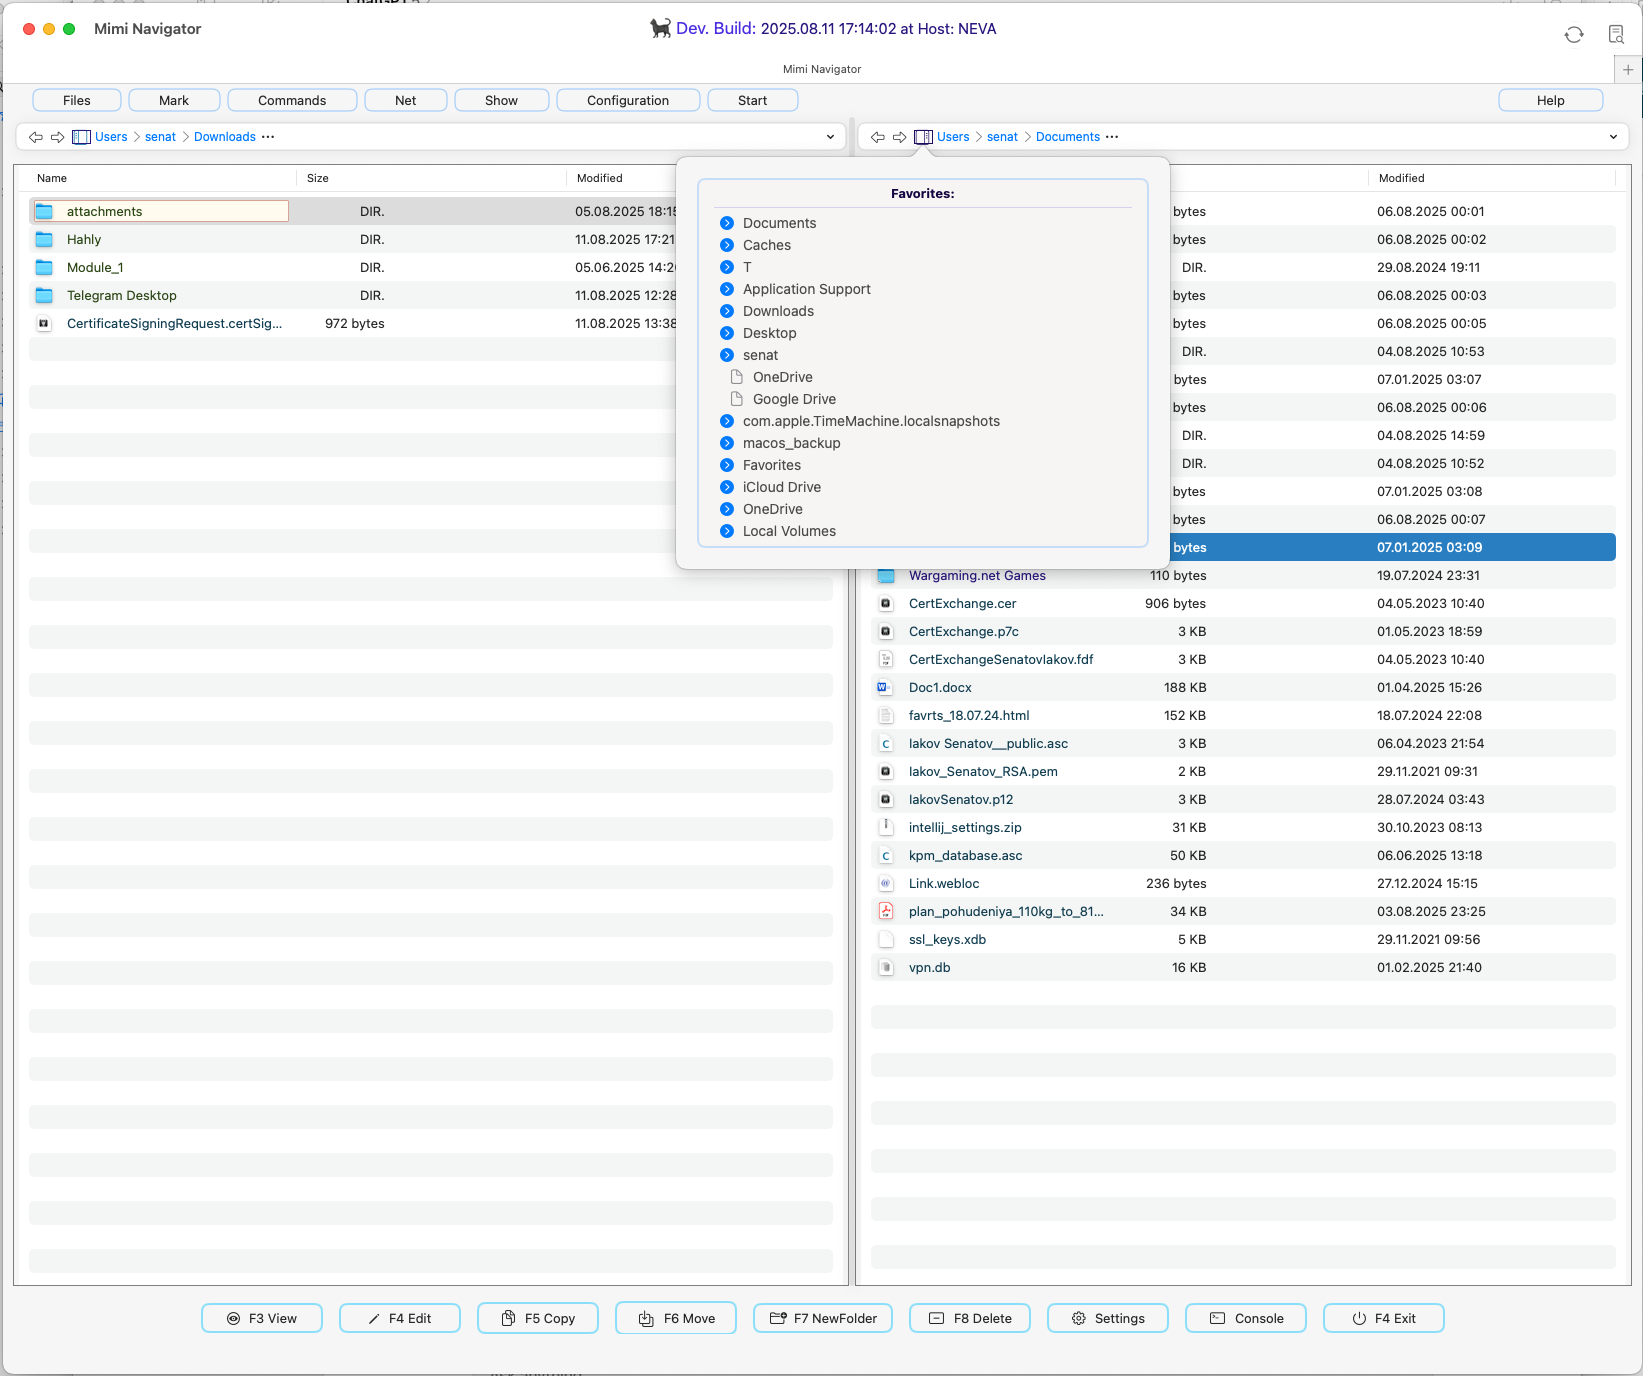 Mimi Navigator
Dev. Build: 2025.08.11 17:14:02 at Host: NEVA
Mimi Navigator
Files Mark Commands Net Show Configuration Start Help
Users senat Downloads ···
Users senat Documents ···
Name Size Modified
attachments DIR. 05.08.2025 18:15
Hahly DIR. 11.08.2025 17:21
Module_1 DIR. 05.06.2025 14:2
Telegram Desktop DIR. 11.08.2025 12:28
CertificateSigningRequest.certSig... 972 bytes 11.08.2025 13:38
Favorites:
Documents
Caches
T
Application Support
Downloads
Desktop
senat
OneDrive
Google Drive
com.apple.TimeMachine.localsnapshots
macos_backup
Favorites
iCloud Drive
OneDrive
Local Volumes
Modified
bytes 06.08.2025 00:01
bytes 06.08.2025 00:02
DIR. 29.08.2024 19:11
bytes 06.08.2025 00:03
bytes 06.08.2025 00:05
DIR. 04.08.2025 10:53
bytes 07.01.2025 03:07
bytes 06.08.2025 00:06
DIR. 04.08.2025 14:59
DIR. 04.08.2025 10:52
bytes 07.01.2025 03:08
bytes 06.08.2025 00:07
bytes 07.01.2025 03:09
Wargaming.net Games 110 bytes 19.07.2024 23:31
CertExchange.cer 906 bytes 04.05.2023 10:40
CertExchange.p7c 3 KB 01.05.2023 18:59
CertExchangeSenatovIakov.fdf 3 KB 04.05.2023 10:40
Doc1.docx 188 KB 01.04.2025 15:26
favrts_18.07.24.html 152 KB 18.07.2024 22:08
Iakov Senatov__public.asc 3 KB 06.04.2023 21:54
Iakov_Senatov_RSA.pem 2 KB 29.11.2021 09:31
IakovSenatov.p12 3 KB 28.07.2024 03:43
intellij_settings.zip 31 KB 30.10.2023 08:13
kpm_database.asc 50 KB 06.06.2025 13:18
Link.webloc 236 bytes 27.12.2024 15:15
plan_pohudeniya_110kg_to_81... 34 KB 03.08.2025 23:25
ssl_keys.xdb 5 KB 29.11.2021 09:56
vpn.db 16 KB 01.02.2025 21:40
F3 View F4 Edit F5 Copy F6 Move F7 NewFolder F8 Delete Settings Console F4 Exit